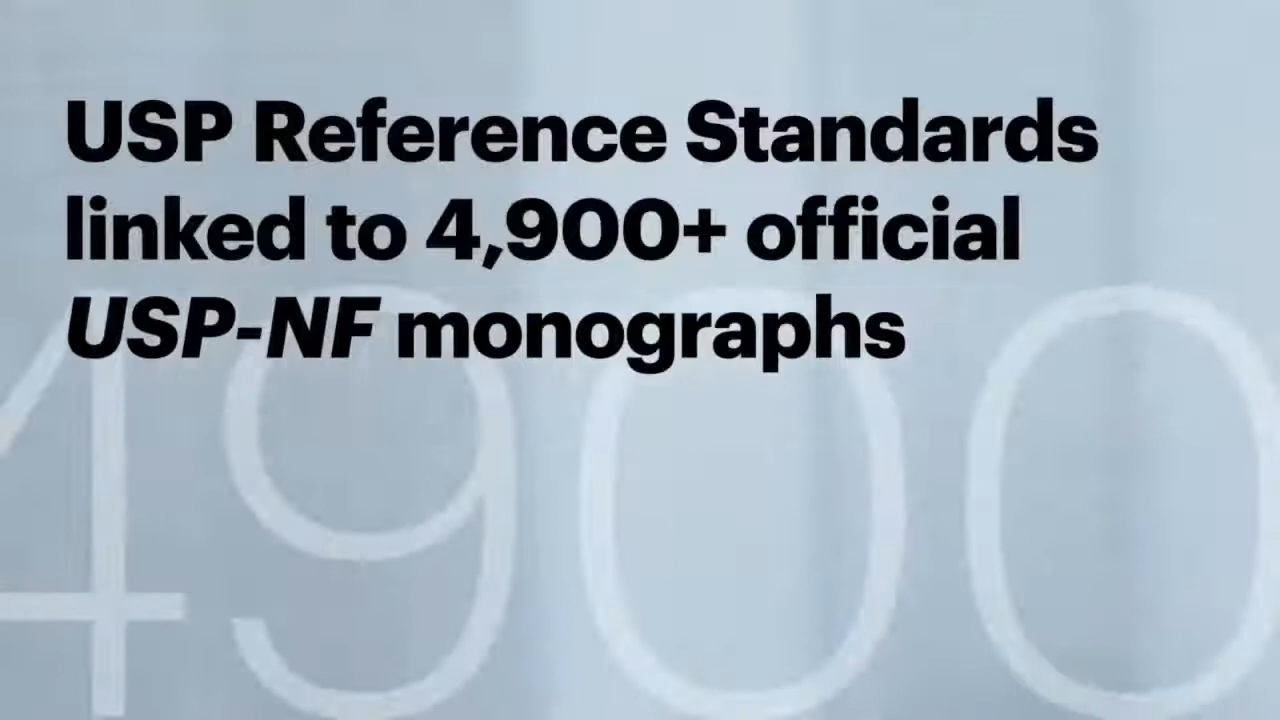 USP Reference Standards
linked to 4,900+ official
USP-NF monographs
4900